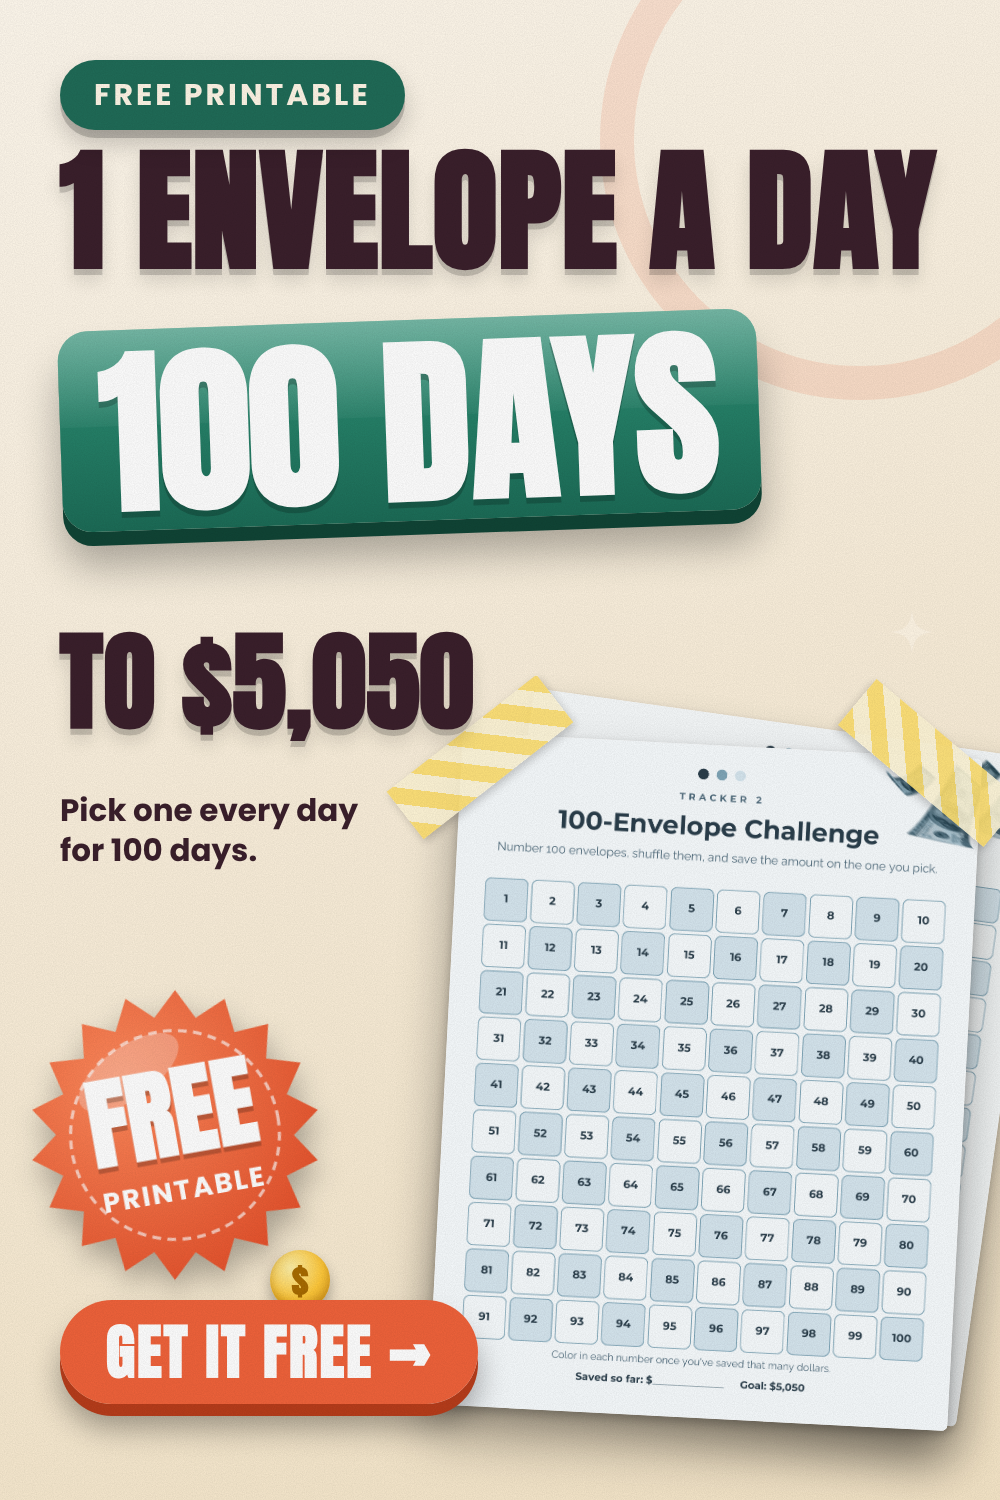 FREE PRINTABLE
1 ENVELOPE A DAY
100 DAYS
TO $5,050
Pick one every day
for 100 days.
TRACKER 2
100-Envelope Challenge
Number 100 envelopes, shuffle them, and save the amount on the one you pick.
1 2 3 4 5 6 7 8 9 10
11 12 13 14 15 16 17 18 19 20
21 22 23 24 25 26 27 28 29 30
31 32 33 34 35 36 37 38 39 40
41 42 43 44 45 46 47 48 49 50
51 52 53 54 55 56 57 58 59 60
61 62 63 64 65 66 67 68 69 70
71 72 73 74 75 76 77 78 79 80
81 82 83 84 85 86 87 88 89 90
91 92 93 94 95 96 97 98 99 100
Color in each number once you've saved that many dollars.
Saved so far: $____________ Goal: $5,050
FREE
PRINTABLE
$
GET IT FREE →